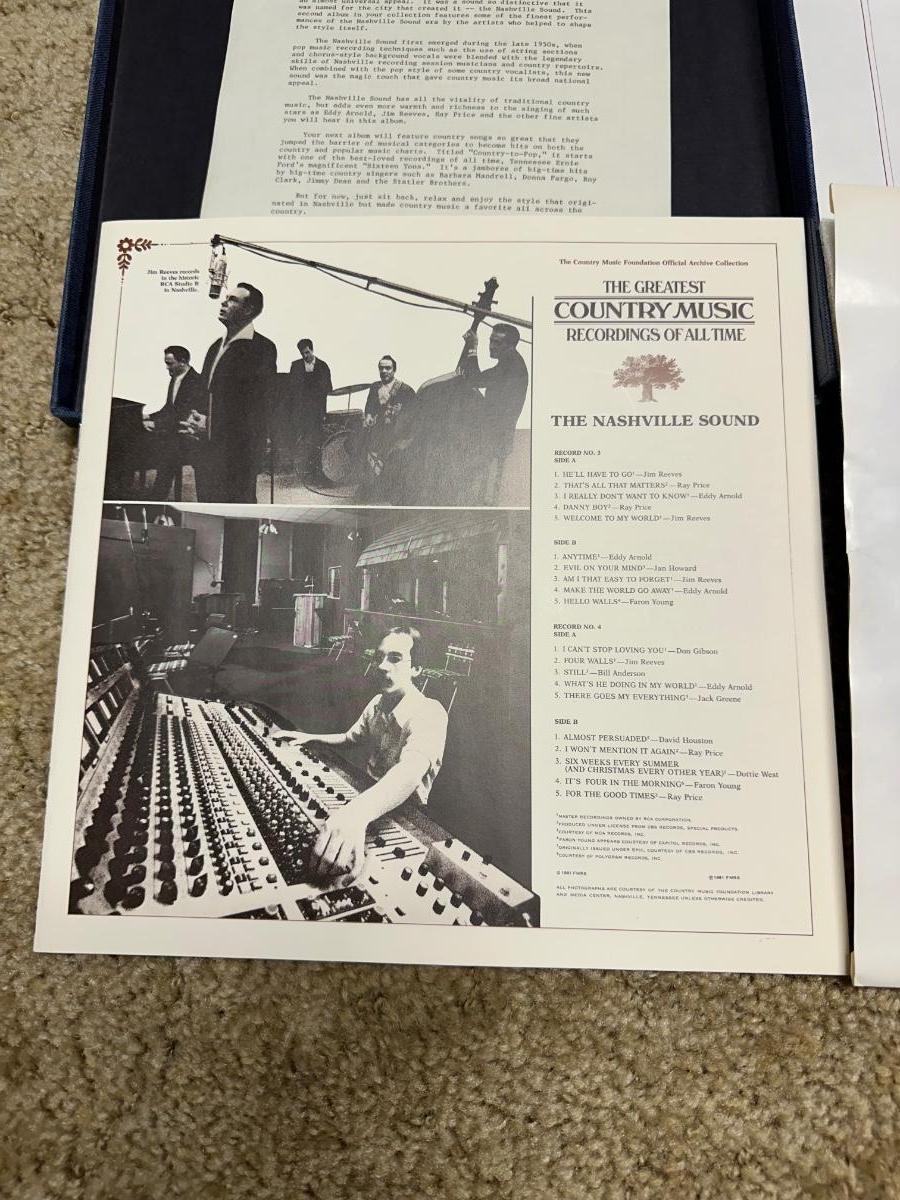 an almost universal appeal. It was a sound so distinctive that it
was named for the city that created it -- the Nashville Sound. This
second album in your collection features some of the finest perfor-
mances of the Nashville Sound era by the artists who helped to shape
the style itself.
The Nashville Sound first emerged during the late 1950s, when
pop music recording techniques such as the use of string sections
and chorus-style background vocals were blended with the legendary
skills of Nashville recording session musicians and country repertoire.
When combined with the pop style of some country vocalists, this new
sound was the magic touch that gave country music its broad national
appeal.
The Nashville Sound has all the vitality of traditional country
music, but adds even more warmth and richness to the singing of such
stars as Eddy Arnold, Jim Reeves, Ray Price and the other fine artists
you will hear in this album.
Your next album will feature country songs so great that they
jumped the barrier of musical categories to become hits on both the
country and popular music charts. Titled "Country-to-Pop," it starts
with one of the best-loved recordings of all time, Tennessee Ernie
Ford's magnificent "Sixteen Tons." It's a jamboree of big-time hits
by big-time country singers such as Barbara Mandrell, Donna Fargo, Roy
Clark, Jimmy Dean and the Statler Brothers.
But for now, just sit back, relax and enjoy the style that origi-
nated in Nashville but made country music a favorite all across the
country.
Jim Reeves records
in the historic
RCA Studio B
in Nashville.
The Country Music Foundation Official Archive Collection
THE GREATEST
COUNTRY MUSIC
RECORDINGS OF ALL TIME
THE NASHVILLE SOUND
RECORD NO. 3
SIDE A
1. HE'LL HAVE TO GO¹—Jim Reeves
2. THAT'S ALL THAT MATTERS²—Ray Price
3. I REALLY DON'T WANT TO KNOW¹—Eddy Arnold
4. DANNY BOY²—Ray Price
5. WELCOME TO MY WORLD¹—Jim Reeves
SIDE B
1. ANYTIME¹—Eddy Arnold
2. EVIL ON YOUR MIND³—Jan Howard
3. AM I THAT EASY TO FORGET¹—Jim Reeves
4. MAKE THE WORLD GO AWAY¹—Eddy Arnold
5. HELLO WALLS⁴—Faron Young
RECORD NO. 4
SIDE A
1. I CAN'T STOP LOVING YOU¹—Don Gibson
2. FOUR WALLS¹—Jim Reeves
3. STILL³—Bill Anderson
4. WHAT'S HE DOING IN MY WORLD¹—Eddy Arnold
5. THERE GOES MY EVERYTHING³—Jack Greene
SIDE B
1. ALMOST PERSUADED⁵—David Houston
2. I WON'T MENTION IT AGAIN²—Ray Price
3. SIX WEEKS EVERY SUMMER
(AND CHRISTMAS EVERY OTHER YEAR)¹—Dottie West
4. IT'S FOUR IN THE MORNING⁶—Faron Young
5. FOR THE GOOD TIMES²—Ray Price
¹MASTER RECORDINGS OWNED BY RCA CORPORATION.
²PRODUCED UNDER LICENSE FROM CBS RECORDS, SPECIAL PRODUCTS.
³COURTESY OF MCA RECORDS, INC.
⁴FARON YOUNG APPEARS COURTESY OF CAPITOL RECORDS, INC.
⁵ORIGINALLY ISSUED UNDER EPIC, COURTESY OF CBS RECORDS, INC.
⁶COURTESY OF POLYGRAM RECORDS, INC.
© 1981 FMRS ℗ 1981 FMRS
ALL PHOTOGRAPHS ARE COURTESY OF THE COUNTRY MUSIC FOUNDATION LIBRARY
AND MEDIA CENTER, NASHVILLE, TENNESSEE UNLESS OTHERWISE CREDITED.